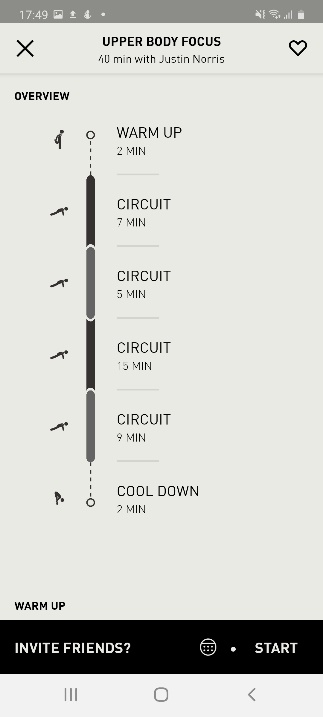 17:49
UPPER BODY FOCUS
40 min with Justin Norris
OVERVIEW
WARM UP
2 MIN
CIRCUIT
7 MIN
CIRCUIT
5 MIN
CIRCUIT
15 MIN
CIRCUIT
9 MIN
COOL DOWN
2 MIN
WARM UP
INVITE FRIENDS?
START